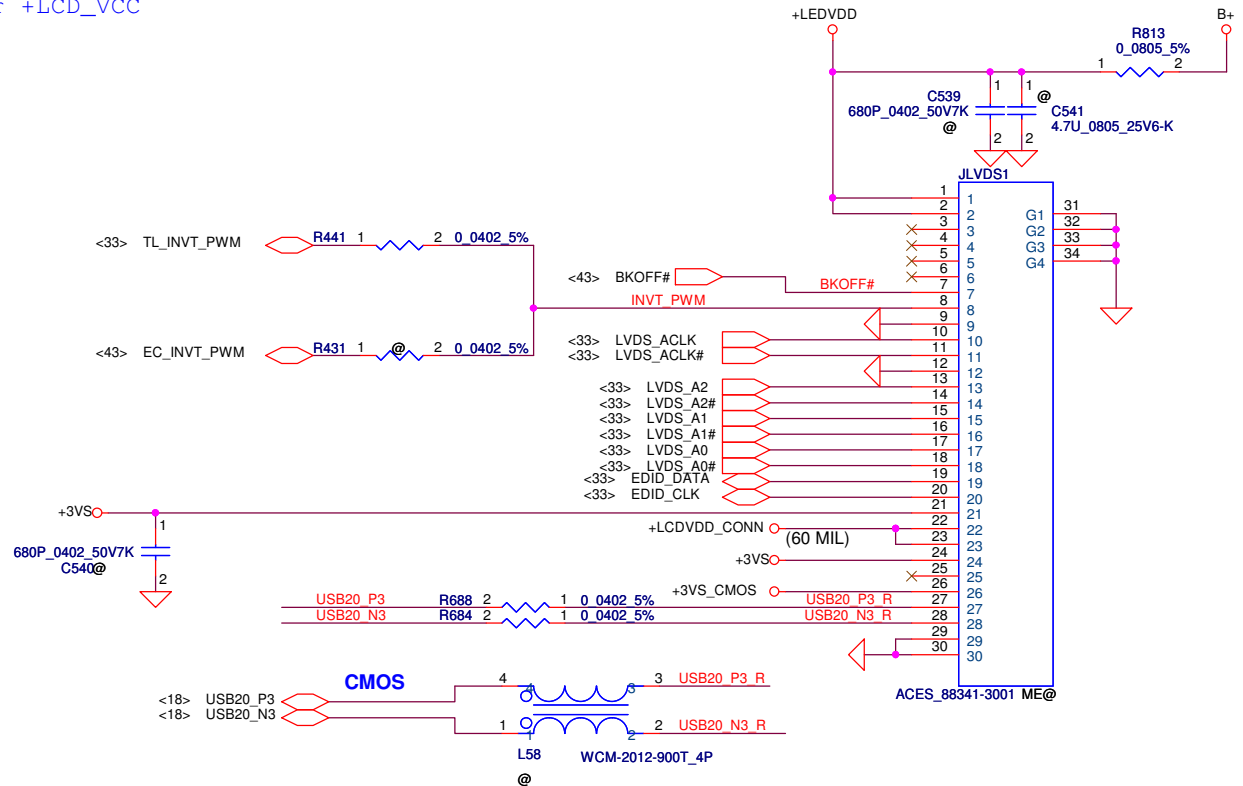 +LCD_VCC
+LEDVDD
B+
R813
0_0805_5%
1 2
C539
680P_0402_50V7K
@
1
2
@
C541
4.7U_0805_25V6-K
1
2
JLVDS1
1 1
2 2
3 3
4 4
5 5
6 6
7 7
8 8
9 9
10 10
11 11
12 12
13 13
14 14
15 15
16 16
17 17
18 18
19 19
20 20
21 21
22 22
23 23
24 24
25 25
26 26
27 27
28 28
29 29
30 30
G1 31
G2 32
G3 33
G4 34
ACES_88341-3001 ME@
<33> TL_INVT_PWM R441 1 2 0_0402_5%
<43> BKOFF# BKOFF#
INVT_PWM
<43> EC_INVT_PWM R431 1 @ 2 0_0402_5%
<33> LVDS_ACLK
<33> LVDS_ACLK#
<33> LVDS_A2
<33> LVDS_A2#
<33> LVDS_A1
<33> LVDS_A1#
<33> LVDS_A0
<33> LVDS_A0#
<33> EDID_DATA
<33> EDID_CLK
+3VS
1
680P_0402_50V7K
C540@
2
+LCDVDD_CONN (60 MIL)
+3VS
+3VS_CMOS
USB20_P3 R688 2 1 0_0402_5% USB20_P3_R
USB20_N3 R684 2 1 0_0402_5% USB20_N3_R
CMOS
<18> USB20_P3
<18> USB20_N3
4 4 3 3 USB20_P3_R
1 1 2 2 USB20_N3_R
L58 WCM-2012-900T_4P
@